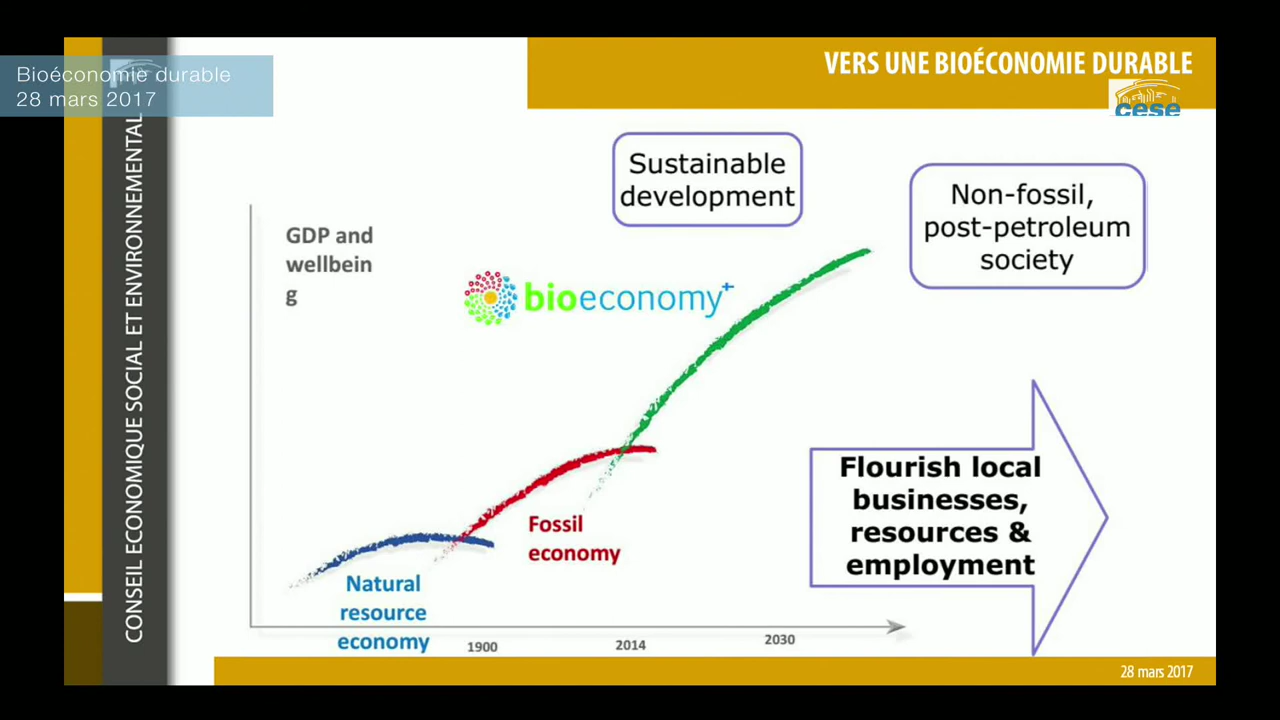 Bioéconomie durable
28 mars 2017
CONSEIL ECONOMIQUE SOCIAL ET ENVIRONNEMENTAL
VERS UNE BIOÉCONOMIE DURABLE
cese
Sustainable
development
Non-fossil,
post-petroleum
society
GDP and
wellbein
g
bioeconomy+
Flourish local
businesses,
resources &
employment
Fossil
economy
Natural
resource
economy
1900
2014
2030
28 mars 2017